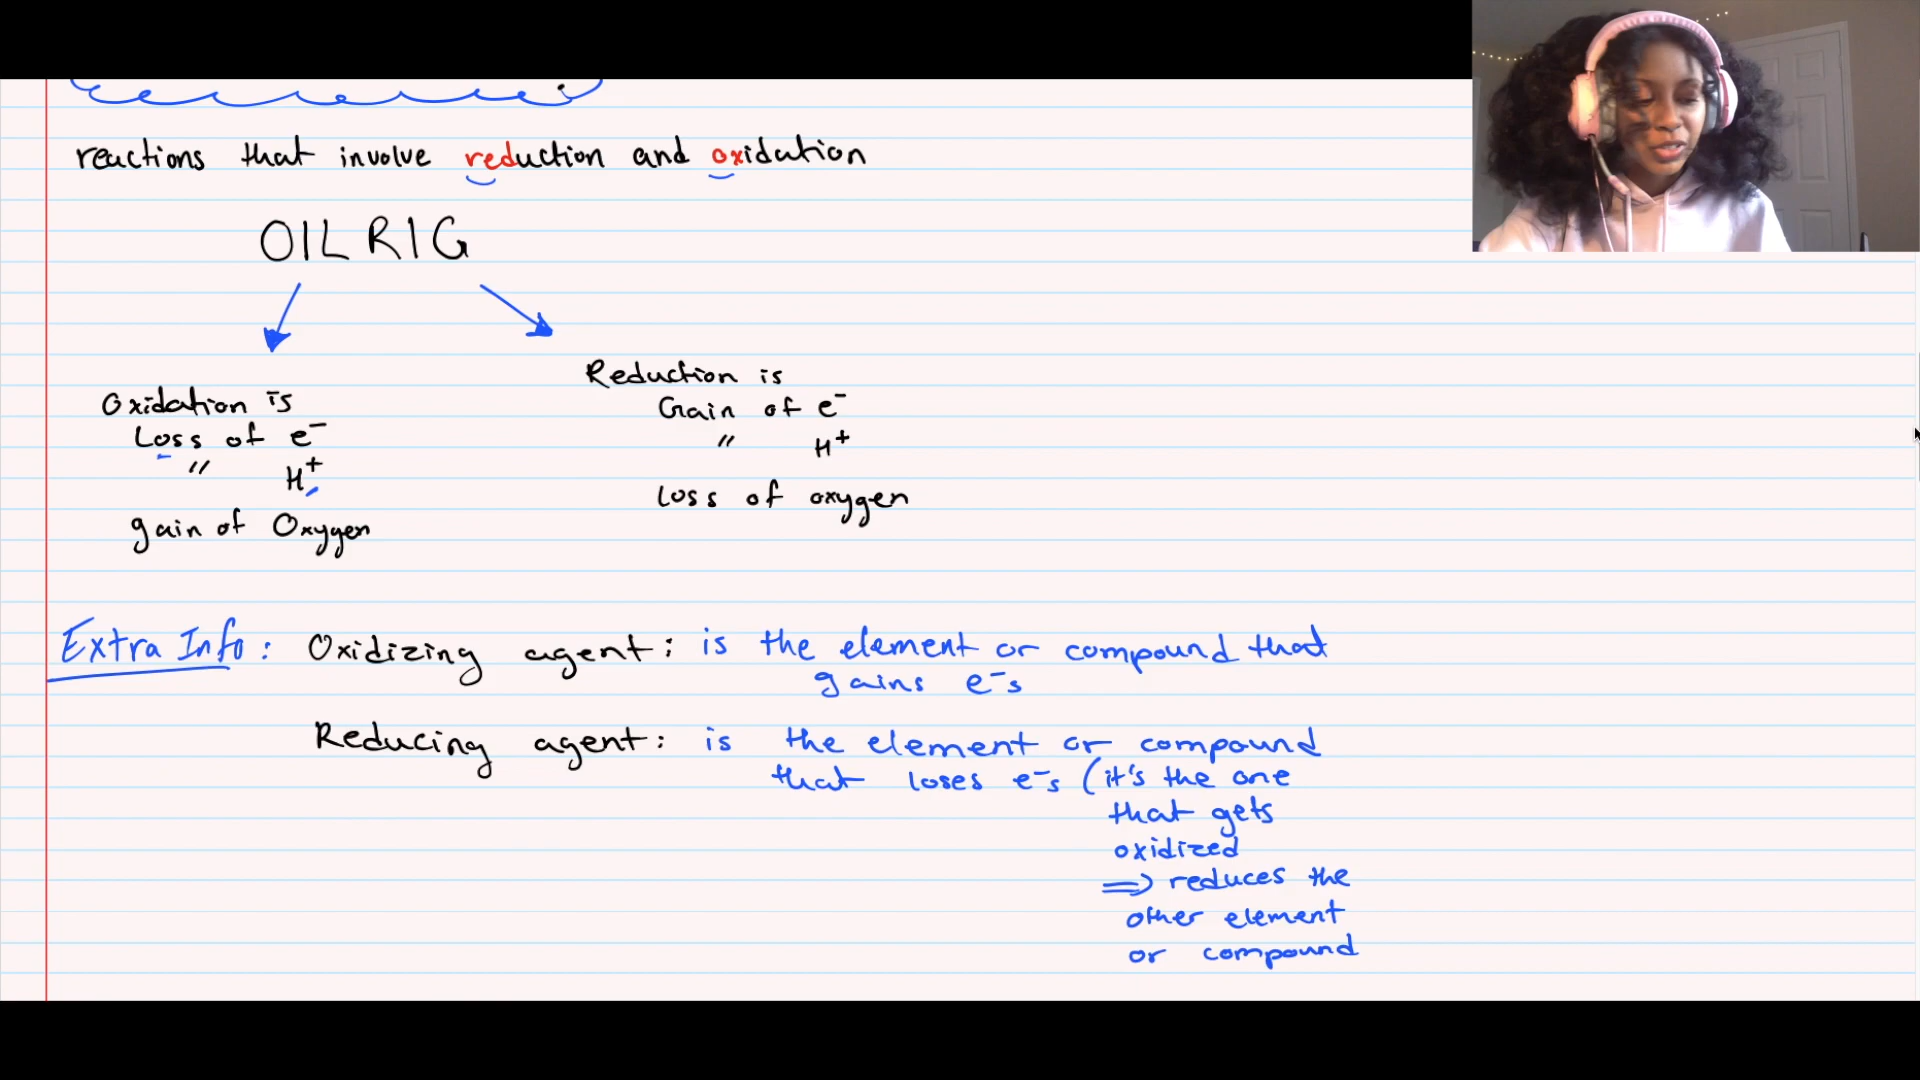 reactions that involve reduction and oxidation
OILRIG
Oxidation is
Loss of e⁻
" H⁺
gain of Oxygen
Reduction is
Gain of e⁻
" H⁺
Loss of oxygen
Extra Info: Oxidizing agent: is the element or compound that
gains e⁻s
Reducing agent: is the element or compound
that loses e⁻s (it's the one
that gets
oxidized
⇒ reduces the
other element
or compound